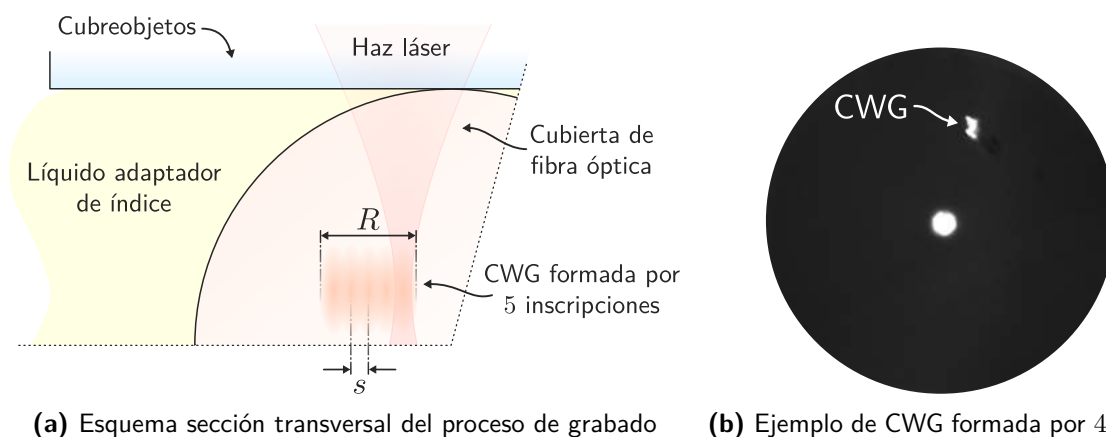 Cubreobjetos
Haz láser
CWG
Cubierta de
fibra óptica
Líquido adaptador
de índice
R
CWG formada por
5 inscripciones
s
(a) Esquema sección transversal del proceso de grabado
(b) Ejemplo de CWG formada por 4